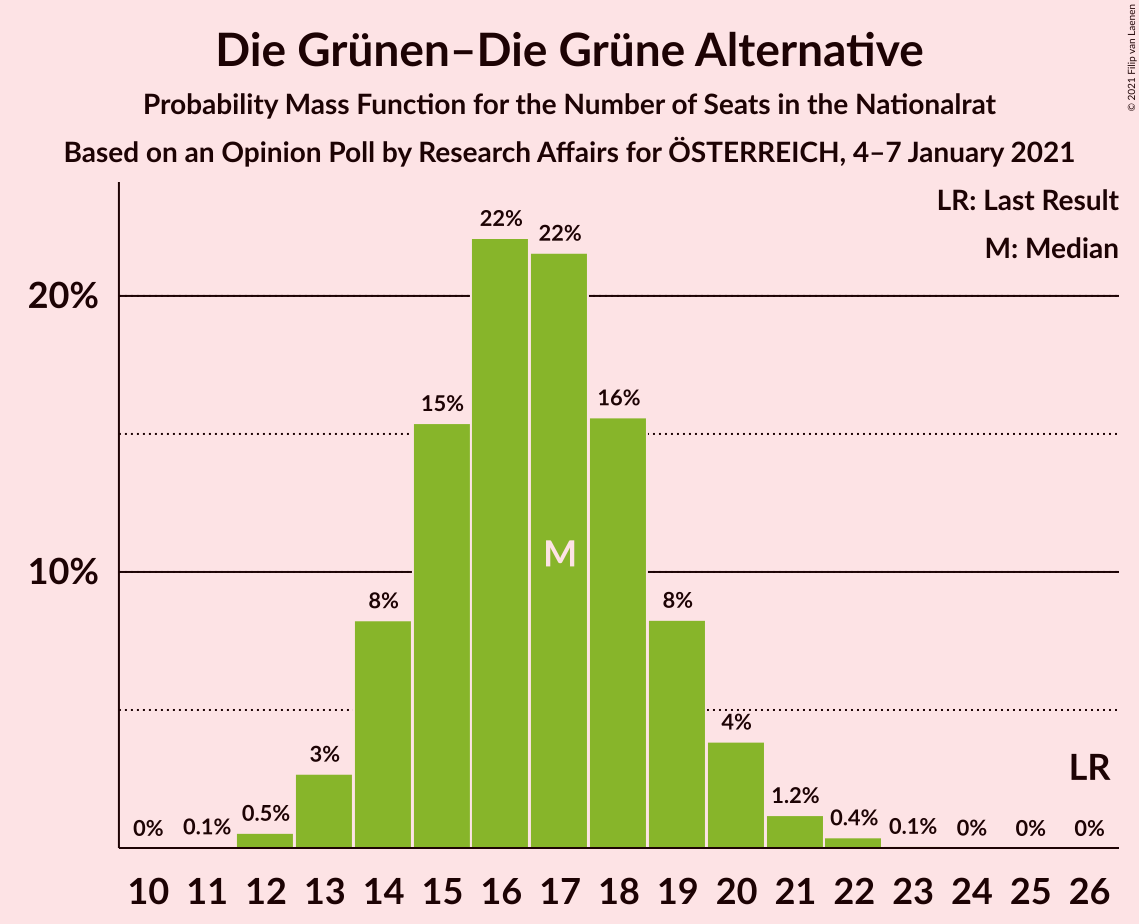 Die Grünen–Die Grüne Alternative
Probability Mass Function for the Number of Seats in the Nationalrat
Based on an Opinion Poll by Research Affairs for ÖSTERREICH, 4–7 January 2021
© 2021 Filip van Laenen
LR: Last Result
M: Median
20%
10%
0%
0.1%
0.5%
3%
8%
15%
22%
22%
16%
8%
4%
1.2%
0.4%
0.1%
0%
0%
0%
M
LR
10 11 12 13 14 15 16 17 18 19 20 21 22 23 24 25 26